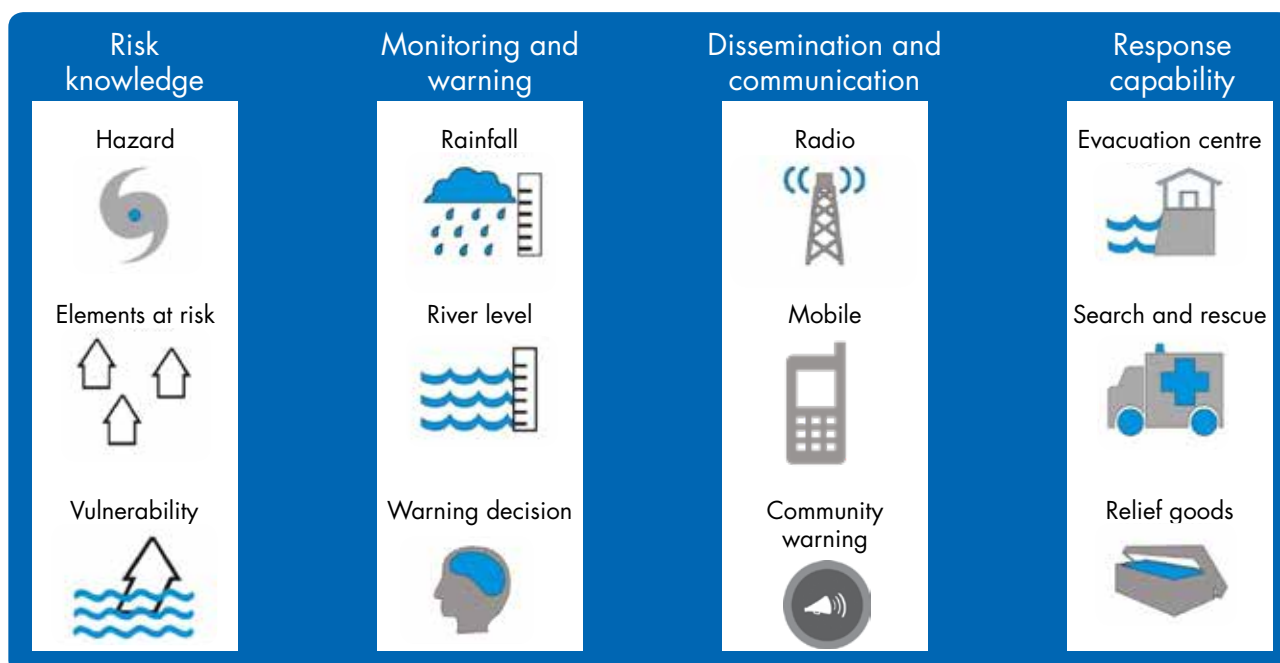 Risk
knowledge
Hazard
Elements at risk
Vulnerability
Monitoring and
warning
Rainfall
River level
Warning decision
Dissemination and
communication
Radio
Mobile
Community
warning
Response
capability
Evacuation centre
Search and rescue
Relief goods